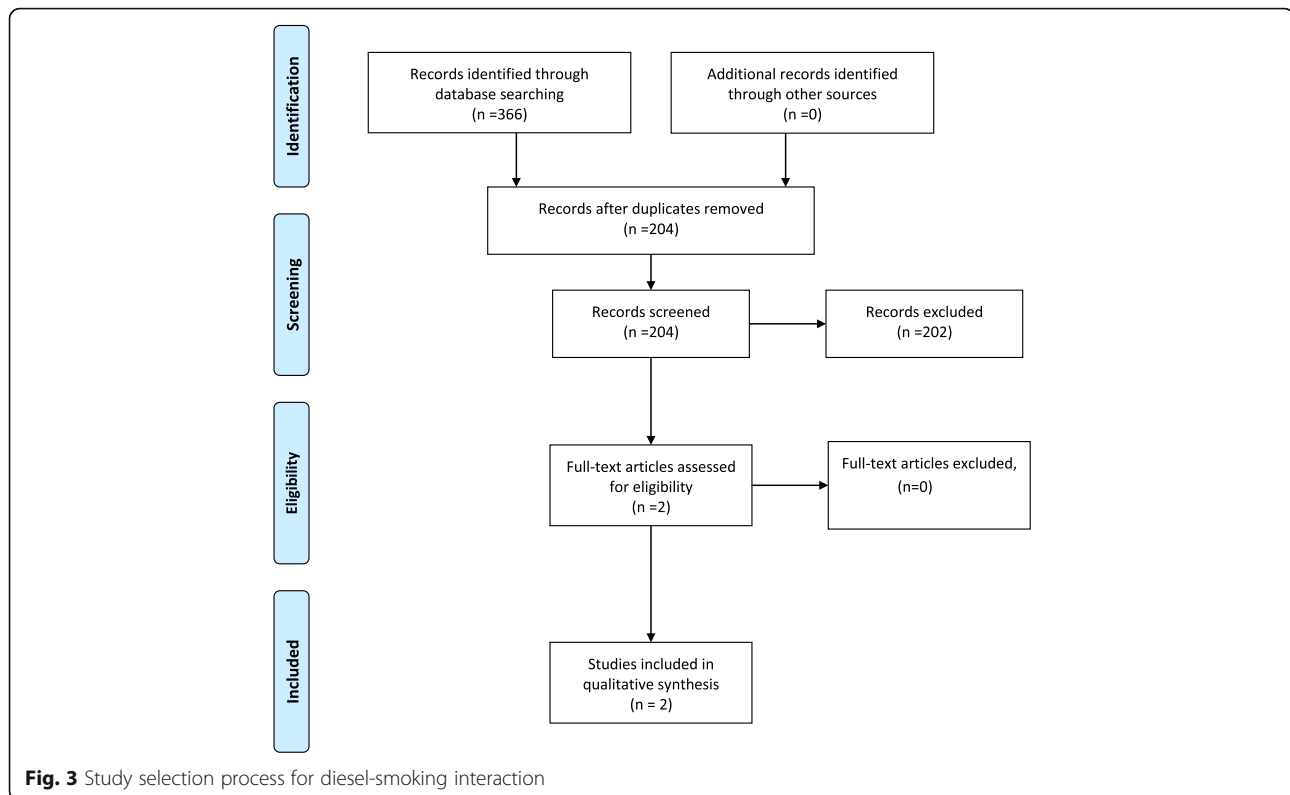 Identification
Records identified through
database searching
(n =366)
Additional records identified
through other sources
(n =0)
Records after duplicates removed
(n =204)
Screening
Records screened
(n =204)
Records excluded
(n =202)
Eligibility
Full-text articles assessed
for eligibility
(n =2)
Full-text articles excluded,
(n=0)
Included
Studies included in
qualitative synthesis
(n = 2)
Fig. 3 Study selection process for diesel-smoking interaction